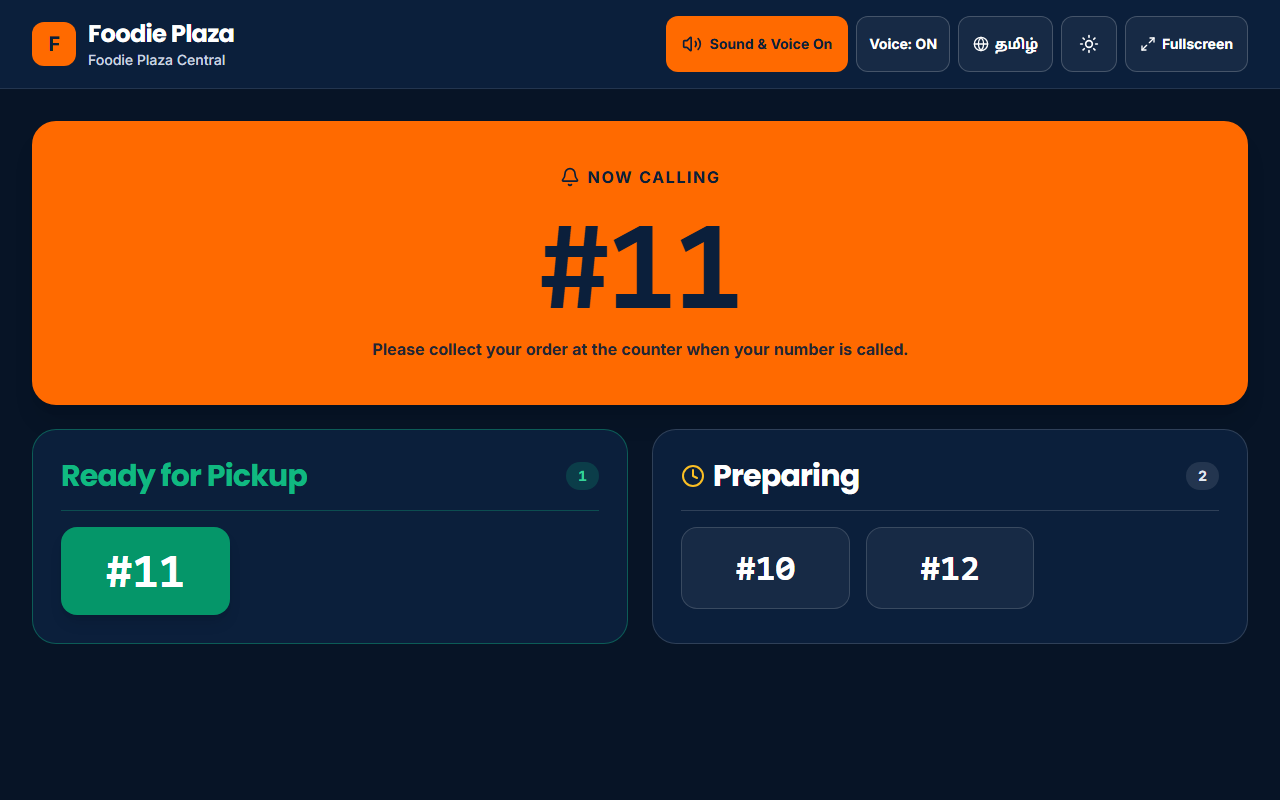 F
Foodie Plaza
Foodie Plaza Central
Sound & Voice On
Voice: ON
தமிழ்
Fullscreen
NOW CALLING
#11
Please collect your order at the counter when your number is called.
Ready for Pickup
1
#11
Preparing
2
#10
#12